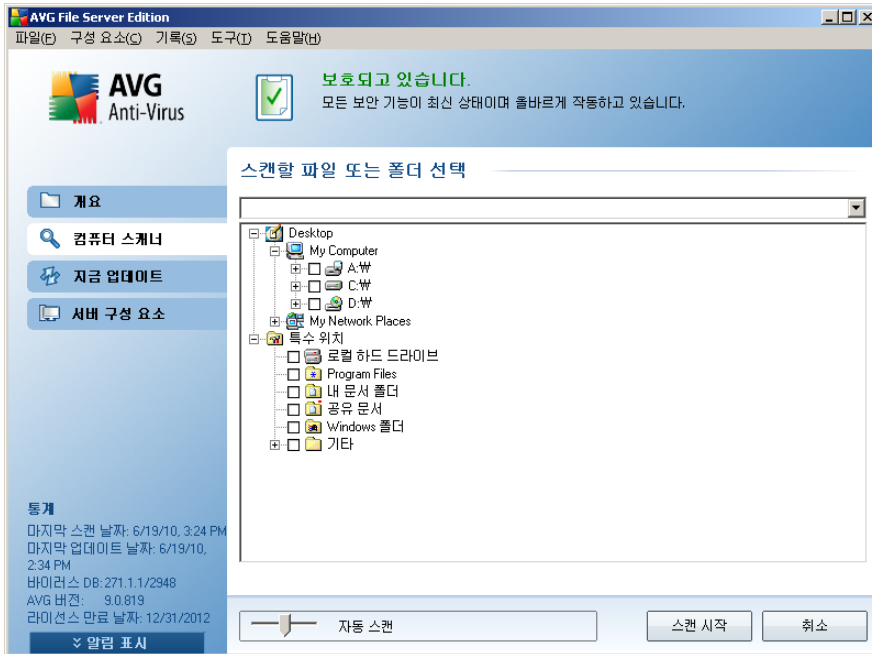 AVG File Server Edition
파일(F) 구성 요소(C) 기록(S) 도구(T) 도움말(H)
AVG
Anti-Virus
보호되고 있습니다.
모든 보안 기능이 최신 상태이며 올바르게 작동하고 있습니다.
스캔할 파일 또는 폴더 선택
개요
컴퓨터 스캐너
지금 업데이트
서버 구성 요소
Desktop
My Computer
A:₩
C:₩
D:₩
My Network Places
특수 위치
로컬 하드 드라이브
Program Files
내 문서 폴더
공유 문서
Windows 폴더
기타
통계
마지막 스캔 날짜: 6/19/10, 3:24 PM
마지막 업데이트 날짜: 6/19/10,
2:34 PM
바이러스 DB: 271.1.1/2948
AVG 버전: 9.0.819
라이선스 만료 날짜: 12/31/2012
알림 표시
자동 스캔
스캔 시작
취소